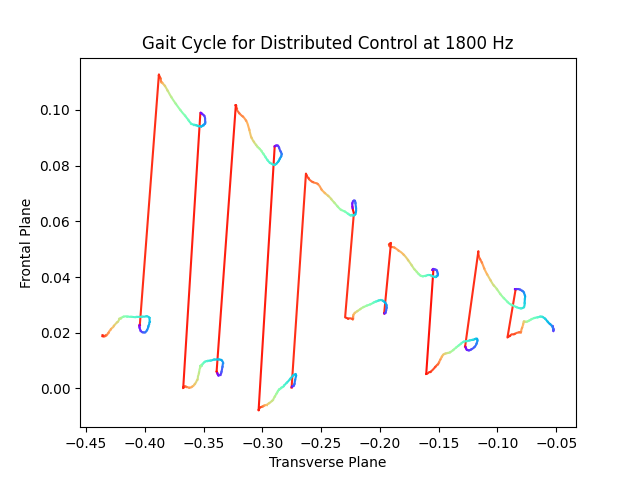 Gait Cycle for Distributed Control at 1800 Hz
Frontal Plane
0.10
0.08
0.06
0.04
0.02
0.00
−0.45 −0.40 −0.35 −0.30 −0.25 −0.20 −0.15 −0.10 −0.05
Transverse Plane